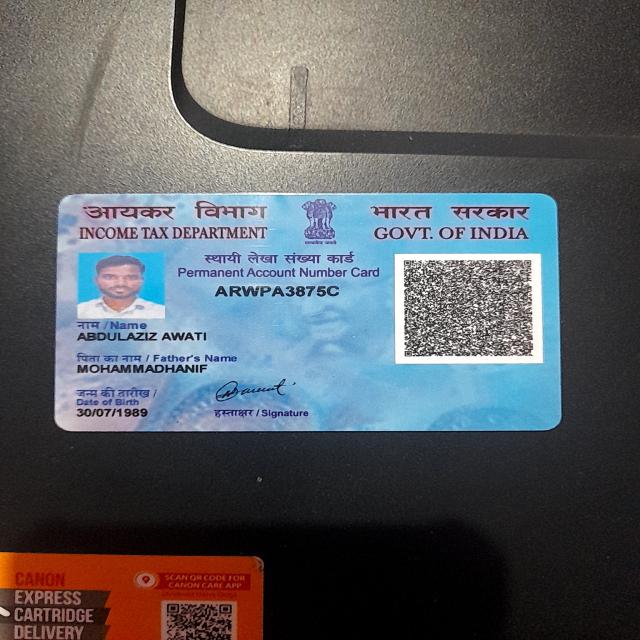 आयकर विभाग
INCOME TAX DEPARTMENT
सत्यमेव जयते
भारत सरकार
GOVT. OF INDIA
स्थायी लेखा संख्या कार्ड
Permanent Account Number Card
ARWPA3875C
नाम / Name
ABDULAZIZ AWATI
पिता का नाम / Father's Name
MOHAMMADHANIF
जन्म की तारीख /
Date of Birth
30/07/1989
हस्ताक्षर / Signature
CANON
EXPRESS
CARTRIDGE
DELIVERY
SCAN QR CODE FOR
CANON CARE APP